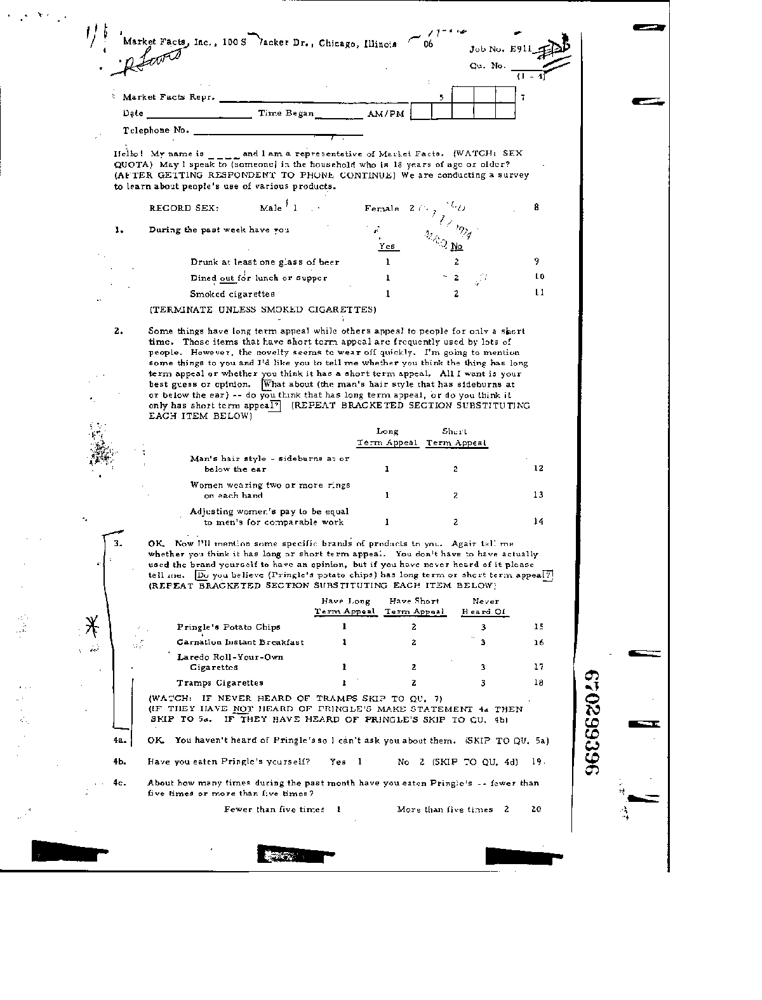 Market Facts, Inc., 100 S Wacker Dr., Chicago, Illinois 06
Job No. E911
Qu. No.
(1 - 4)
Market Facts Repr. 5 7
Date Time Began AM/PM
Telephone No.
Hello! My name is ____ and I am a representative of Market Facts. (WATCH: SEX
QUOTA) May I speak to (someone) in the household who is 18 years of age or older?
(AFTER GETTING RESPONDENT TO PHONE CONTINUE) We are conducting a survey
to learn about people's use of various products.
RECORD SEX: Male 1 Female 2 8
1974
1. During the past week have you
Yes No
Drunk at least one glass of beer 1 2 9
Dined out for lunch or supper 1 2 10
Smoked cigarettes 1 2 11
(TERMINATE UNLESS SMOKED CIGARETTES)
2. Some things have long term appeal while others appeal to people for only a short
time. Those items that have short term appeal are frequently used by lots of
people. However, the novelty seems to wear off quickly. I'm going to mention
some things to you and I'd like you to tell me whether you think the thing has long
term appeal or whether you think it has a short term appeal. All I want is your
best guess or opinion. [What about (the man's hair style that has sideburns at
or below the ear) -- do you think that has long term appeal, or do you think it
only has short term appeal?] (REPEAT BRACKETED SECTION SUBSTITUTING
EACH ITEM BELOW)
Long Short
Term Appeal Term Appeal
Man's hair style - sideburns at or
below the ear 1 2 12
Women wearing two or more rings
on each hand 1 2 13
Adjusting women's pay to be equal
to men's for comparable work 1 2 14
3. OK. Now I'll mention some specific brands of products to you. Again tell me
whether you think it has long or short term appeal. You don't have to have actually
used the brand yourself to have an opinion, but if you have never heard of it please
tell me. [Do you believe (Pringle's potato chips) has long term or short term appeal?]
(REPEAT BRACKETED SECTION SUBSTITUTING EACH ITEM BELOW)
Have Long Have Short Never
Term Appeal Term Appeal Heard Of
Pringle's Potato Chips 1 2 3 15
Carnation Instant Breakfast 1 2 3 16
Laredo Roll-Your-Own
Cigarettes 1 2 3 17
Tramps Cigarettes 1 2 3 18
(WATCH: IF NEVER HEARD OF TRAMPS SKIP TO QU. 7)
(IF THEY HAVE NOT HEARD OF PRINGLE'S MAKE STATEMENT 4a THEN
SKIP TO 5a. IF THEY HAVE HEARD OF PRINGLE'S SKIP TO QU. 4b)
4a. OK. You haven't heard of Pringle's so I can't ask you about them. (SKIP TO QU. 5a)
4b. Have you eaten Pringle's yourself? Yes 1 No 2 (SKIP TO QU. 4d) 19.
4c. About how many times during the past month have you eaten Pringle's -- fewer than
five times or more than five times?
Fewer than five times 1 More than five times 2 20
670299396